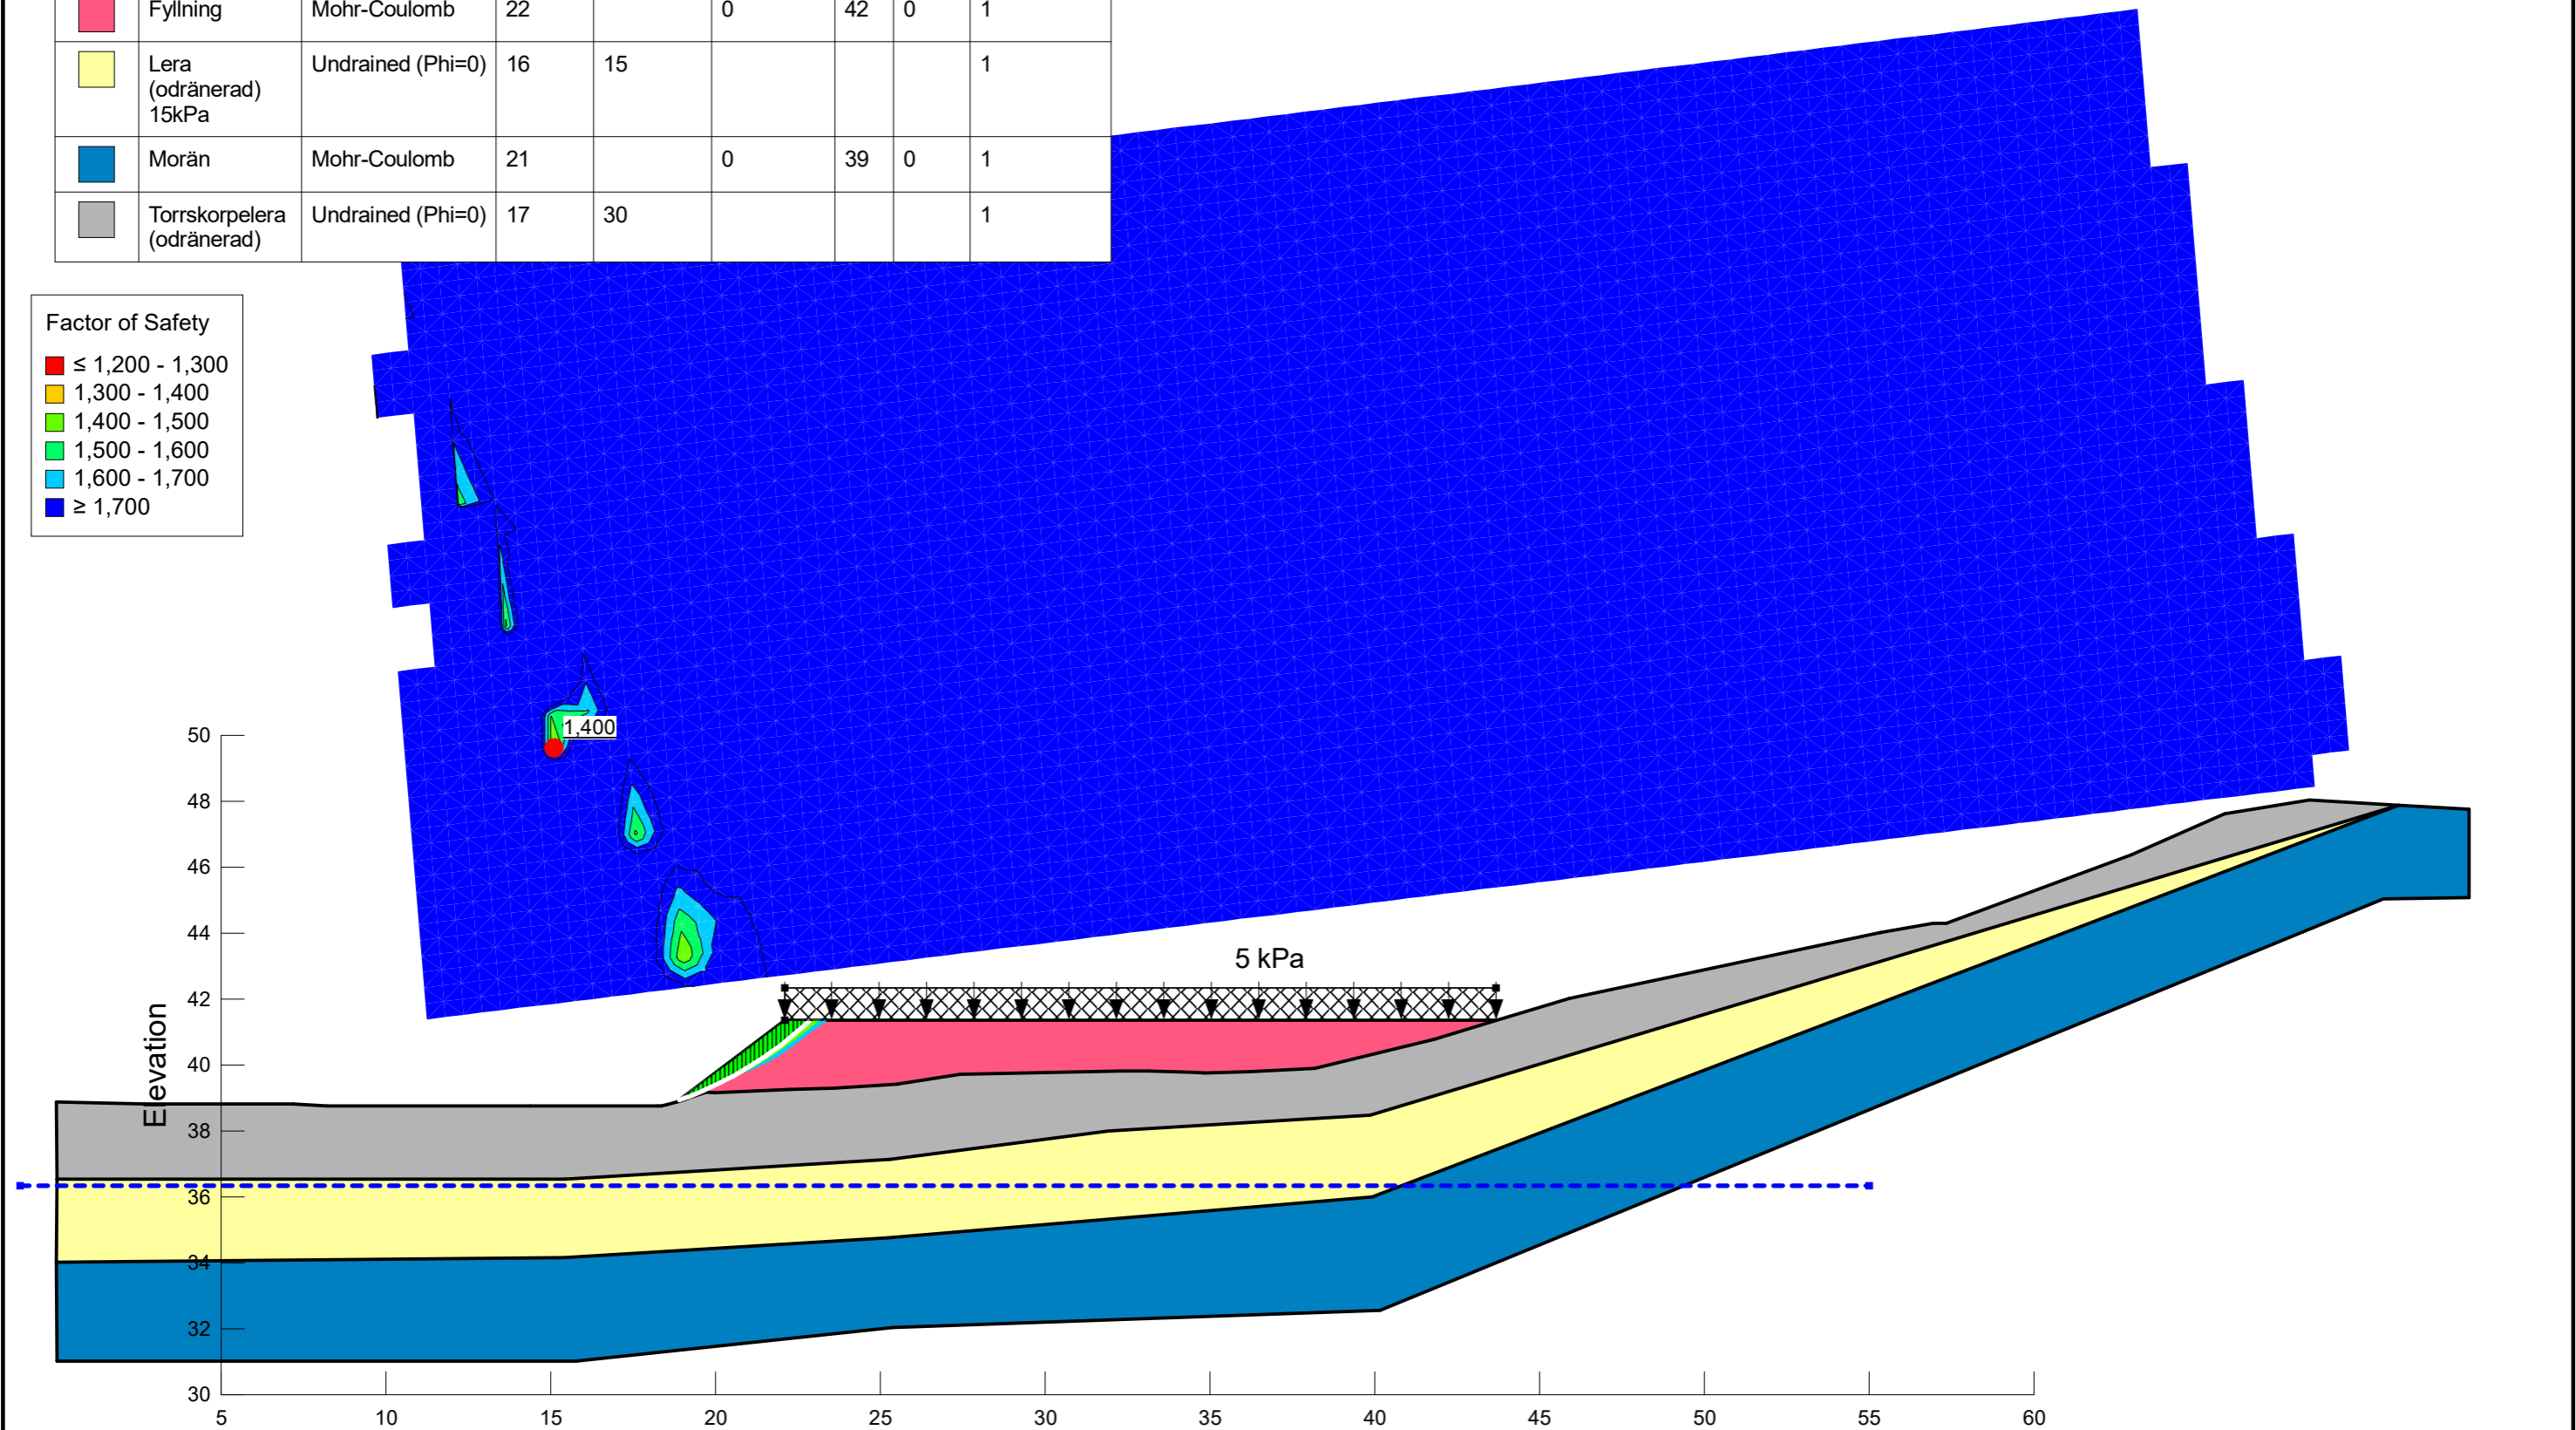 Fyllning Mohr-Coulomb 22 0 42 0 1
Lera Undrained (Phi=0) 16 15 1
(odränerad)
15kPa
Morän Mohr-Coulomb 21 0 39 0 1
Torrskorpelera Undrained (Phi=0) 17 30 1
(odränerad)
Factor of Safety
≤ 1,200 - 1,300
1,300 - 1,400
1,400 - 1,500
1,500 - 1,600
1,600 - 1,700
≥ 1,700
1,400
5 kPa
Elevation
50
48
46
44
42
40
38
36
34
32
30
5 10 15 20 25 30 35 40 45 50 55 60